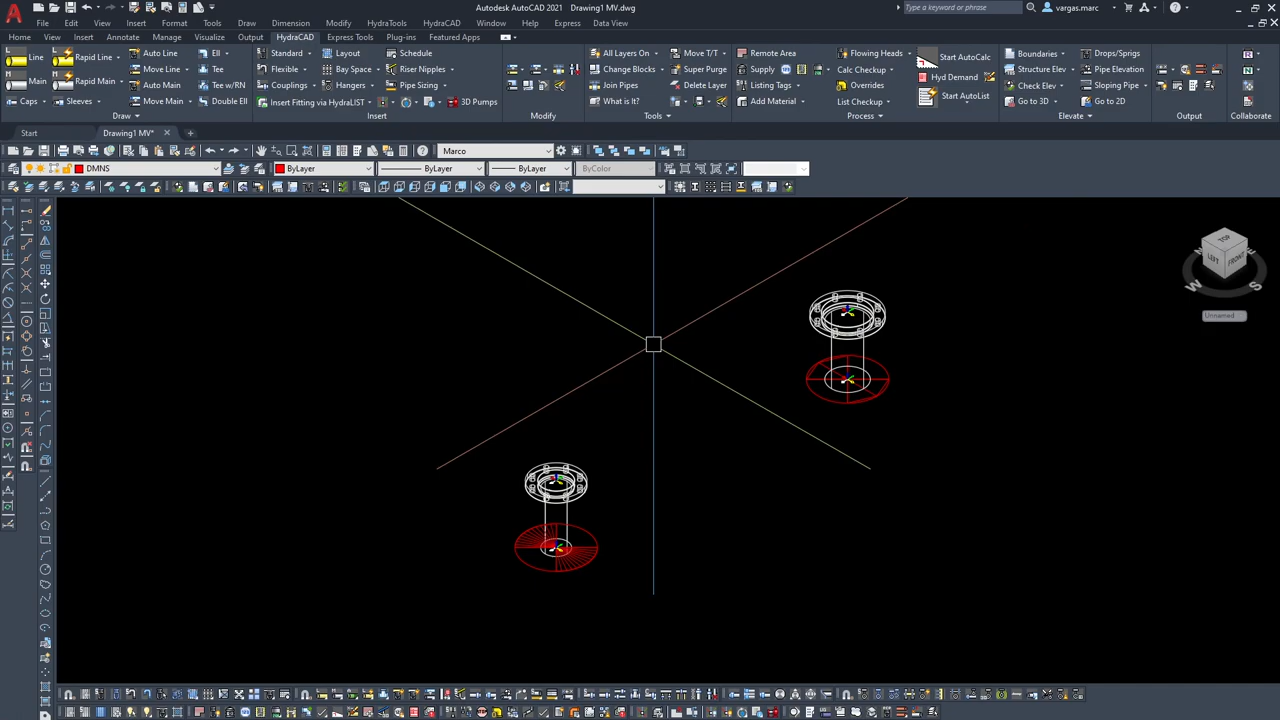 Autodesk AutoCAD 2021 Drawing1 MV.dwg
Type a keyword or phrase
vargas.marc
File Edit View Insert Format Tools Draw Dimension Modify HydraTools HydraCAD Window Help Express Data View
Home View Insert Annotate Manage Visualize Output HydraCAD Express Tools Plug-ins Featured Apps
L Line L Rapid Line Auto Line Ell Standard Layout Schedule All Layers On Move T/T Remote Area Flowing Heads Start AutoCalc Boundaries Drops/Sprigs
Move Line Tee Flexible Bay Space Riser Nipples Change Blocks Super Purge Supply Calc Checkup Structure Elev Pipe Elevation
M Main M Rapid Main Auto Main Tee w/RN Couplings Hangers Pipe Sizing Join Pipes Delete Layer Listing Tags Overrides Hyd Demand Check Elev Sloping Pipe
Caps Sleeves Move Main Double Ell Insert Fitting via HydraLIST 3D Pumps What is It? Add Material List Checkup Start AutoList Go to 3D Go to 2D
Draw Insert Modify Tools Process Elevate Output Collaborate
Start Drawing1 MV*
Marco
DMNS ByLayer ByLayer ByLayer ByColor
TOP
LEFT FRONT
W S
Unnamed